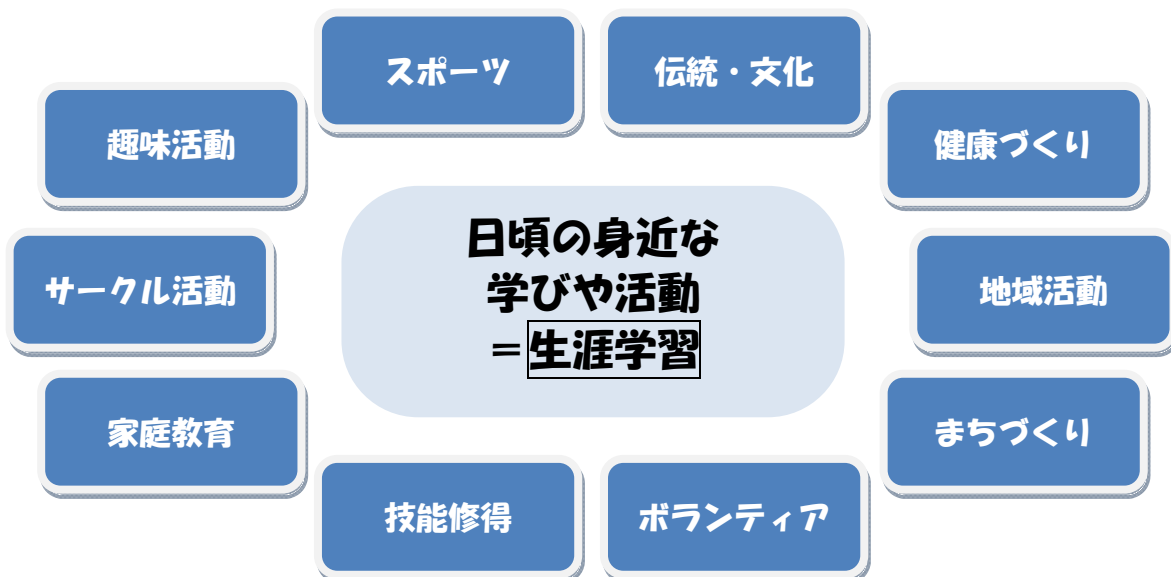 スポーツ
伝統・文化
趣味活動
健康づくり
日頃の身近な
学びや活動
=生涯学習
サークル活動
地域活動
家庭教育
まちづくり
技能修得
ボランティア